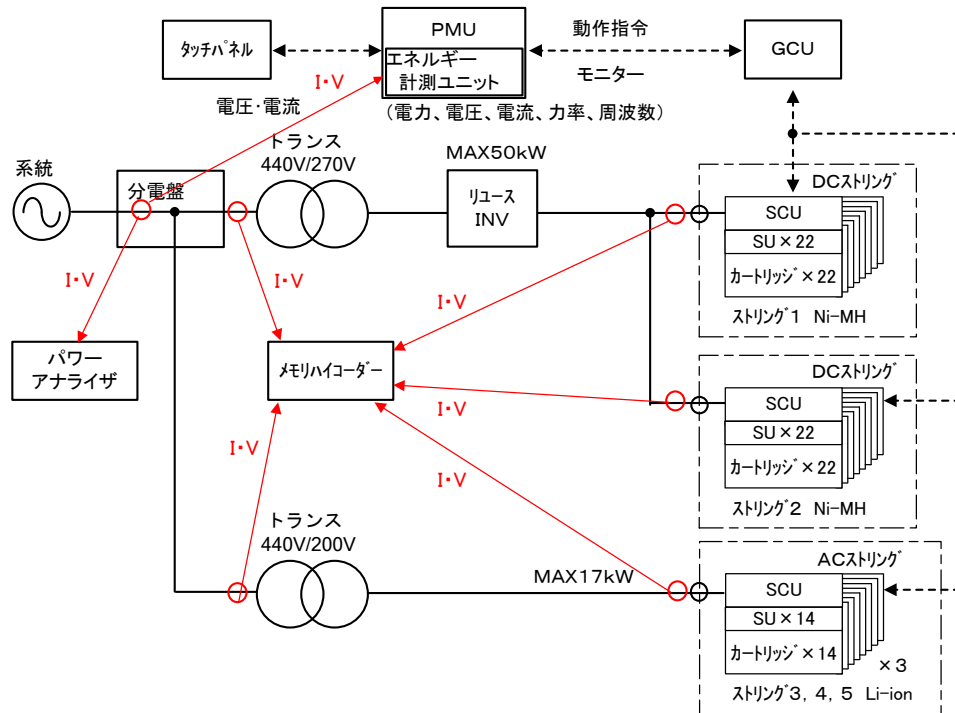 タッチパネル
PMU
エネルギー
計測ユニット
動作指令
モニター
GCU
I・V
電圧・電流
(電力、電圧、電流、力率、周波数)
系統
分電盤
トランス
440V/270V
MAX50kW
リユース
INV
DCストリング
SCU
SU×22
カートリッジ×22
ストリング1 Ni-MH
I・V
I・V
I・V
パワー
アナライザ
メモリハイコーダー
DCストリング
SCU
SU×22
カートリッジ×22
ストリング2 Ni-MH
I・V
I・V
I・V
トランス
440V/200V
MAX17kW
ACストリング
SCU
SU×14
カートリッジ×14
×3
ストリング3, 4, 5 Li-ion